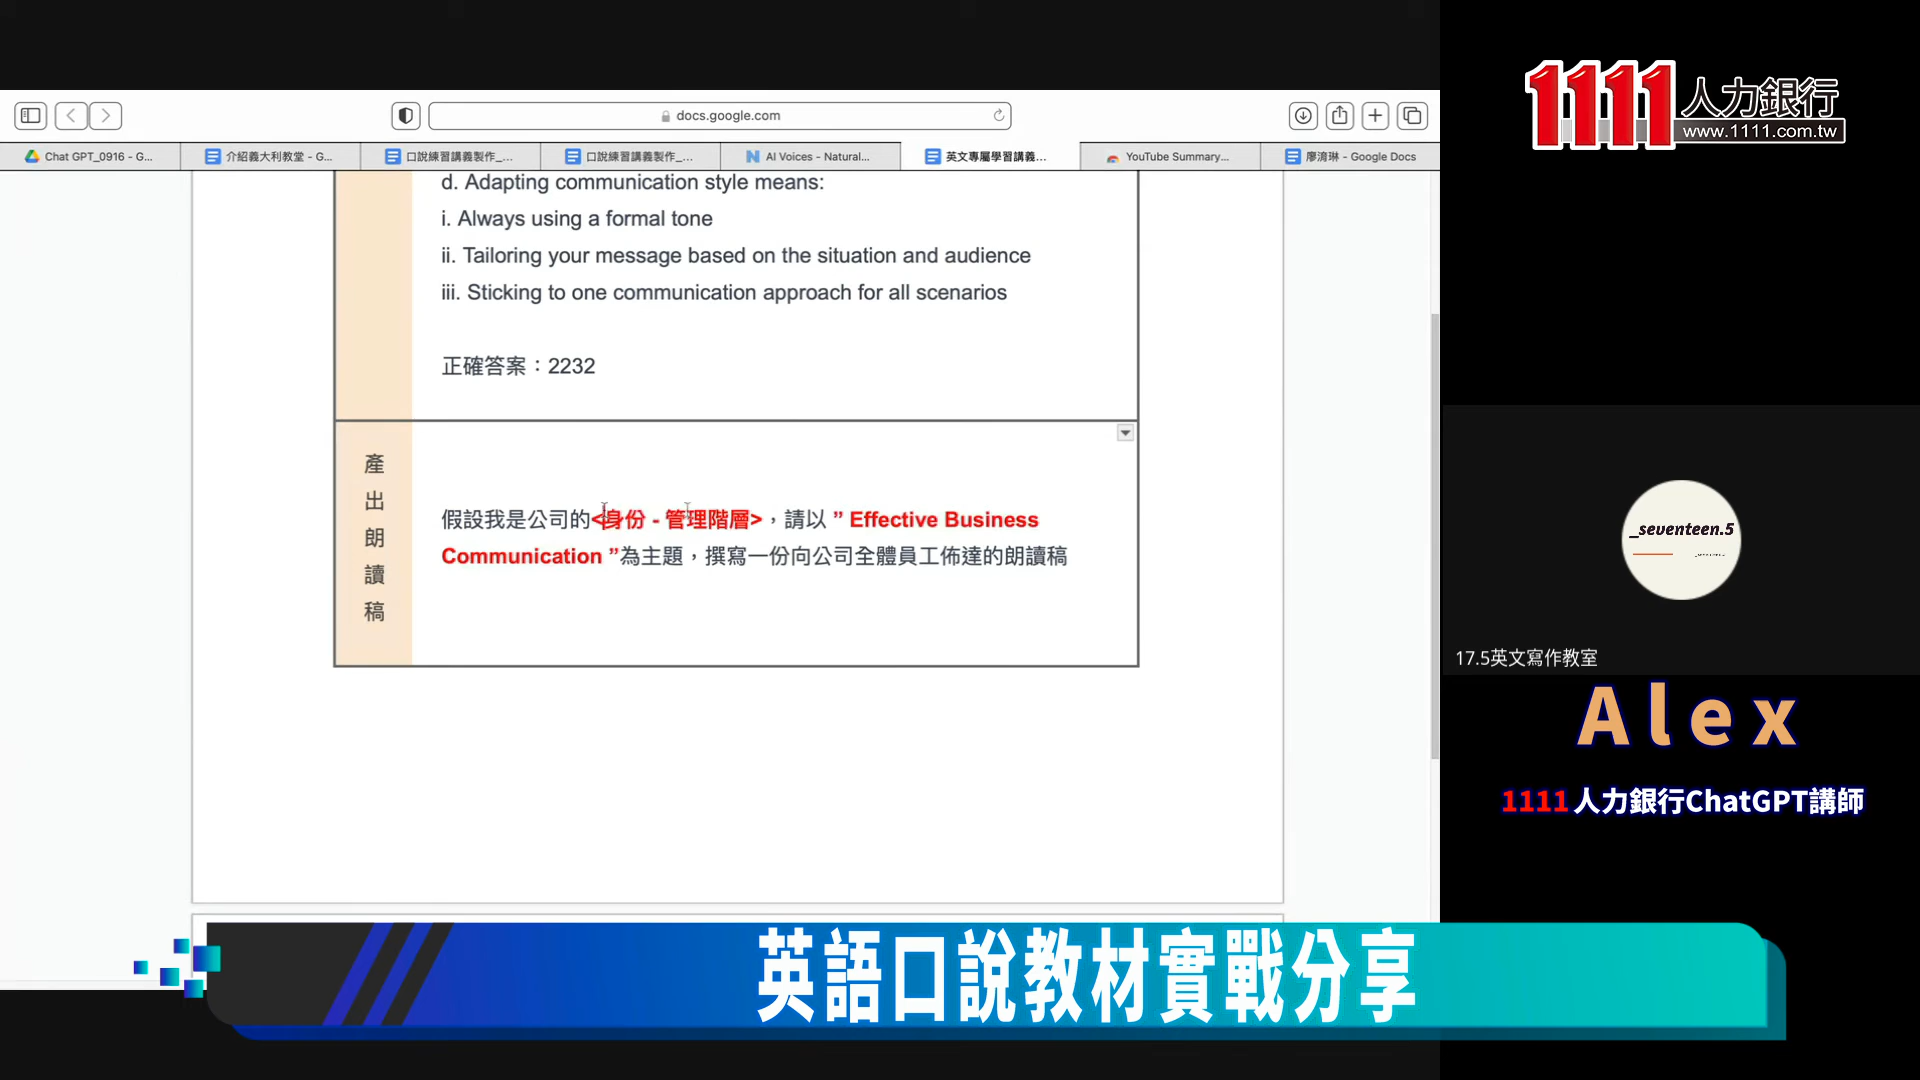 docs.google.com
Chat GPT_0916 - G...
介紹義大利教堂 - G...
口說練習講義製作_...
口說練習講義製作_...
AI Voices - Natural...
英文專屬學習講義...
YouTube Summary...
廖淯琳 - Google Docs
d. Adapting communication style means:
i. Always using a formal tone
ii. Tailoring your message based on the situation and audience
iii. Sticking to one communication approach for all scenarios
正確答案：2232
產
出
朗
讀
稿
假設我是公司的<身份 - 管理階層>，請以 ” Effective Business
Communication ”為主題，撰寫一份向公司全體員工佈達的朗讀稿
1111人力銀行
www.1111.com.tw
_seventeen.5
17.5英文寫作教室
Alex
1111人力銀行ChatGPT講師
英語口說教材實戰分享